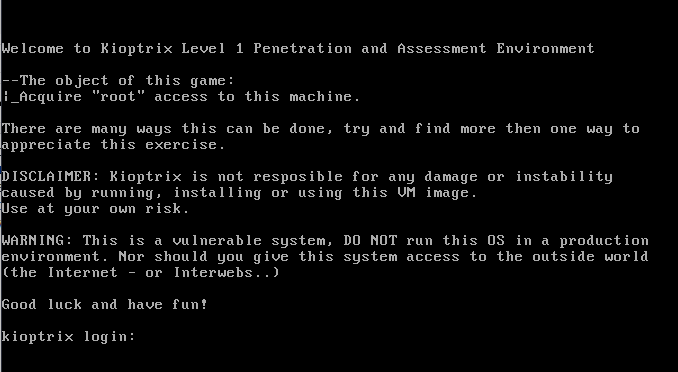 Welcome to Kioptrix Level 1 Penetration and Assessment Environment
--The object of this game:
|_Acquire "root" access to this machine.
There are many ways this can be done, try and find more then one way to
appreciate this exercise.
DISCLAIMER: Kioptrix is not resposible for any damage or instability
caused by running, installing or using this VM image.
Use at your own risk.
WARNING: This is a vulnerable system, DO NOT run this OS in a production
environment. Nor should you give this system access to the outside world
(the Internet - or Interwebs..)
Good luck and have fun!
kioptrix login: